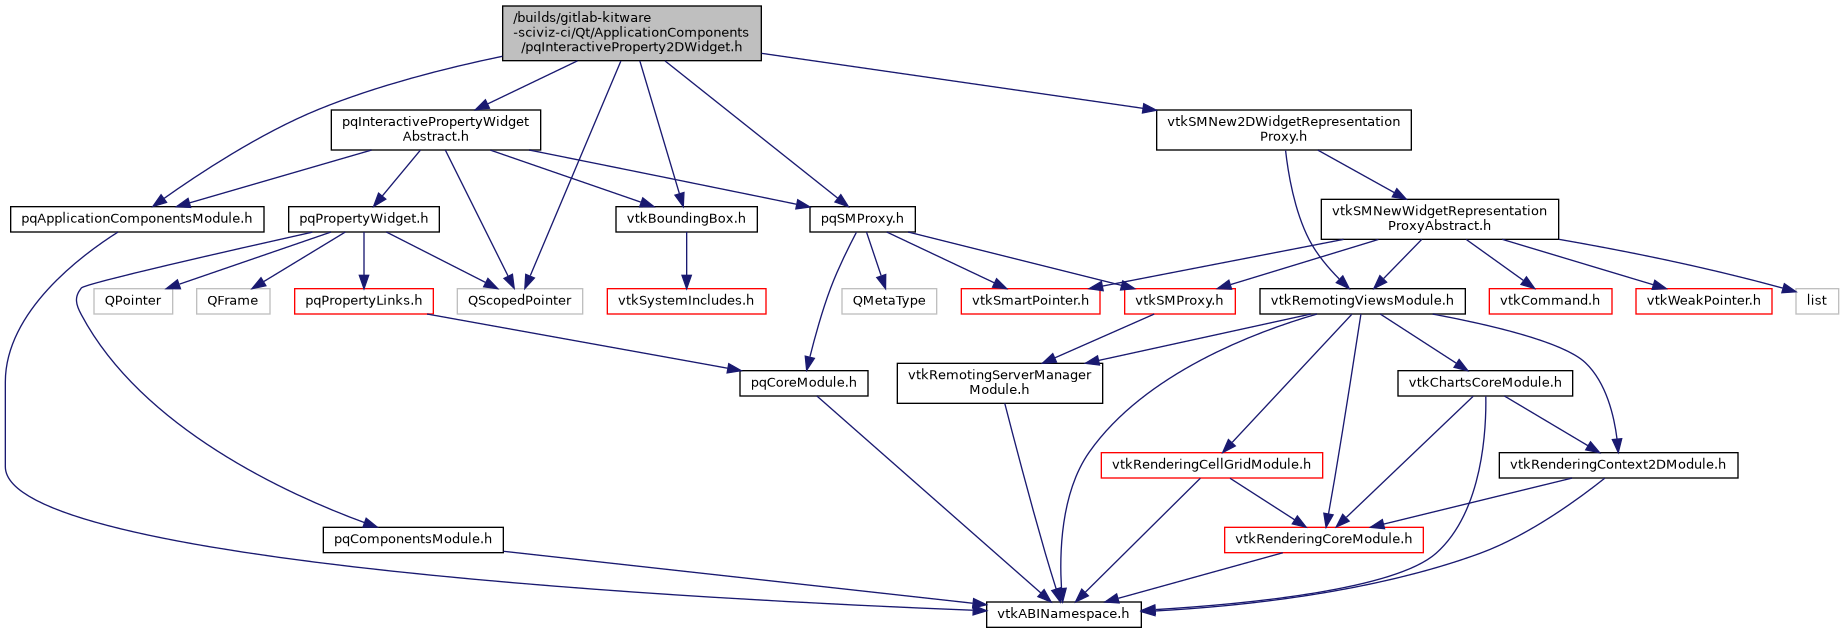 /builds/gitlab-kitware
-sciviz-ci/Qt/ApplicationComponents
/pqInteractiveProperty2DWidget.h
pqInteractivePropertyWidget
Abstract.h
vtkSMNew2DWidgetRepresentation
Proxy.h
pqApplicationComponentsModule.h
pqPropertyWidget.h
vtkBoundingBox.h
pqSMProxy.h
vtkSMNewWidgetRepresentation
ProxyAbstract.h
QPointer
QFrame
pqPropertyLinks.h
QScopedPointer
vtkSystemIncludes.h
QMetaType
vtkSmartPointer.h
vtkSMProxy.h
vtkRemotingViewsModule.h
vtkCommand.h
vtkWeakPointer.h
list
pqCoreModule.h
vtkRemotingServerManager
Module.h
vtkChartsCoreModule.h
vtkRenderingCellGridModule.h
vtkRenderingContext2DModule.h
pqComponentsModule.h
vtkRenderingCoreModule.h
vtkABINamespace.h